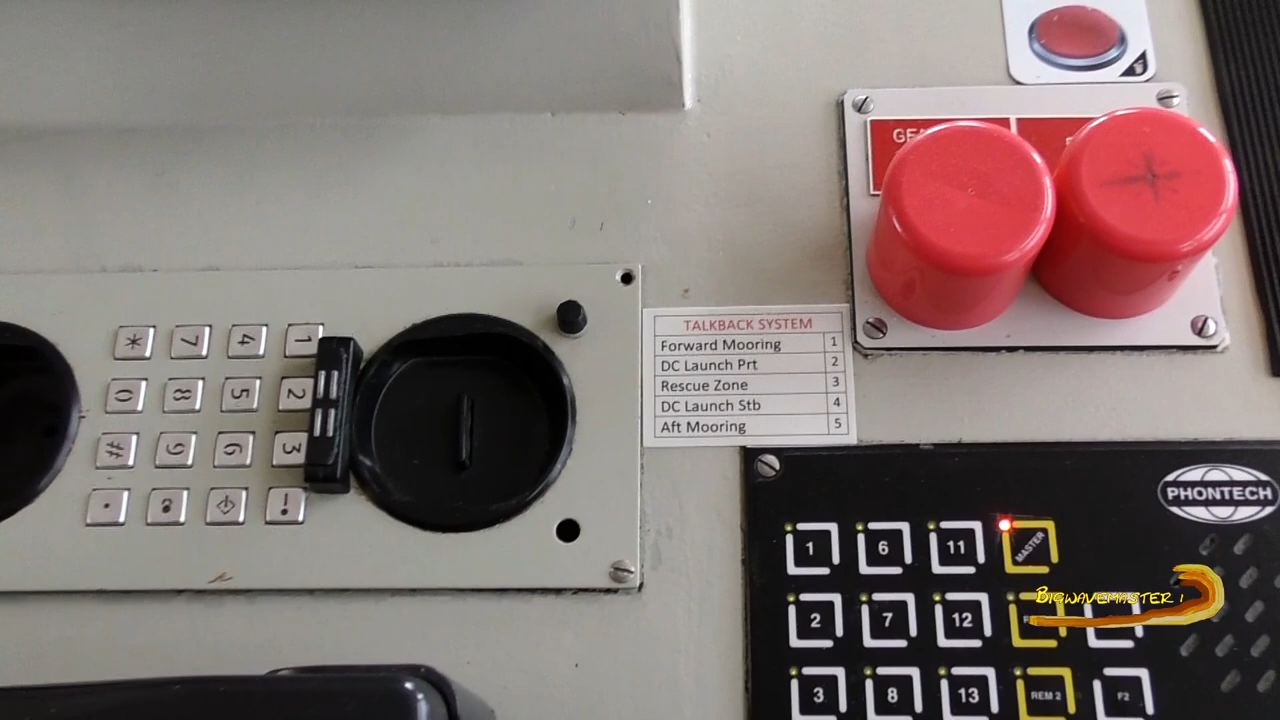 TALKBACK SYSTEM
Forward Mooring 1
DC Launch Prt 2
Rescue Zone 3
DC Launch Stb 4
Aft Mooring 5
* 7 4 1
0 8 5 2
# 9 6 3
PHONTECH
1 6 11 MASTER
BIGWAVEMASTER 1
2 7 12
3 8 13 REM 2 F2